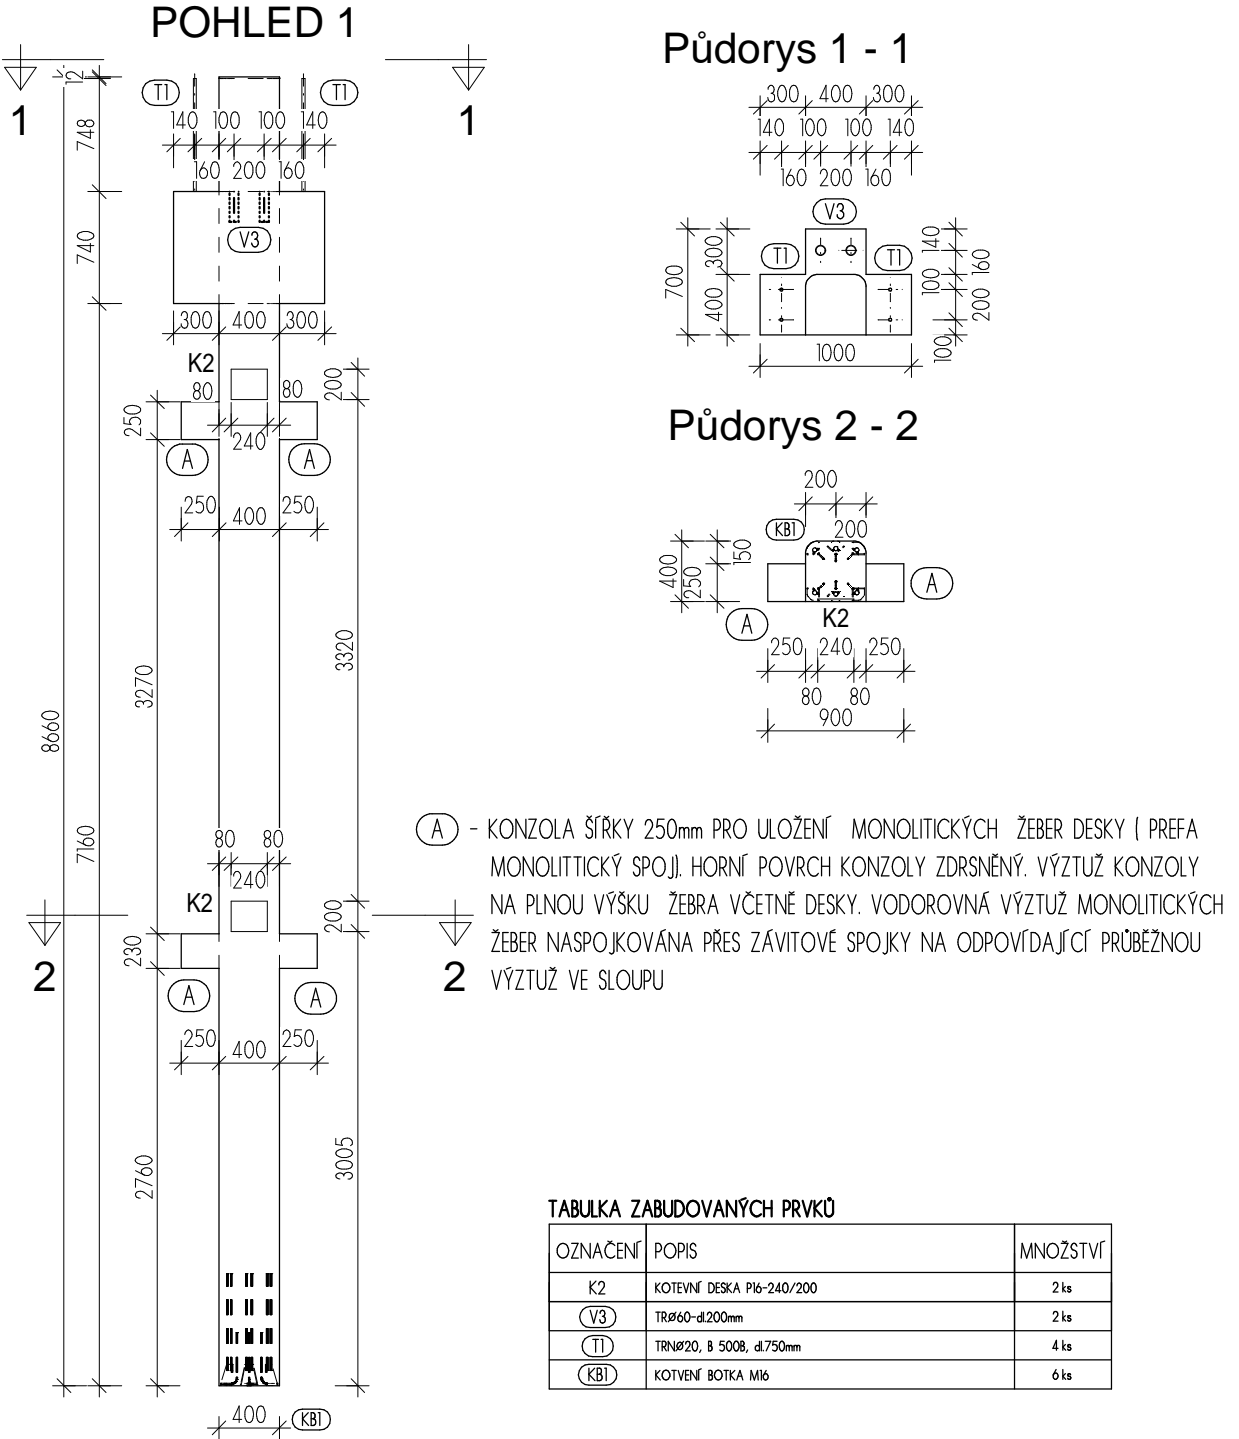 POHLED 1
Půdorys 1 - 1
1
1
12
748
740
7160
8660
T1
T1
140
100
100
140
160
200
160
V3
300
400
300
K2
80
80
200
250
240
A
A
250
400
250
3270
3320
80
80
240
K2
200
230
2
2
A
A
250
400
250
2760
3005
400
KB1
300
400
300
140
100
100
140
160
200
160
V3
T1
T1
700
300
400
140
160
100
200
100
1000
Půdorys 2 - 2
200
200
KB1
400
150
250
A
A
K2
250
240
250
80
80
900
A - KONZOLA ŠÍŘKY 250mm PRO ULOŽENÍ MONOLITICKÝCH ŽEBER DESKY ( PREFA
MONOLITTICKÝ SPOJ). HORNÍ POVRCH KONZOLY ZDRSNĚNÝ. VÝZTUŽ KONZOLY
NA PLNOU VÝŠKU ŽEBRA VČETNĚ DESKY. VODOROVNÁ VÝZTUŽ MONOLITICKÝCH
ŽEBER NASPOJKOVÁNA PŘES ZÁVITOVÉ SPOJKY NA ODPOVÍDAJÍCÍ PRŮBĚŽNOU
VÝZTUŽ VE SLOUPU
TABULKA ZABUDOVANÝCH PRVKŮ
OZNAČENÍ POPIS MNOŽSTVÍ
K2 KOTEVNÍ DESKA P16-240/200 2 ks
V3 TRØ60-dl.200mm 2 ks
T1 TRNØ20, B 500B, dl.750mm 4 ks
KB1 KOTVENÍ BOTKA M16 6 ks